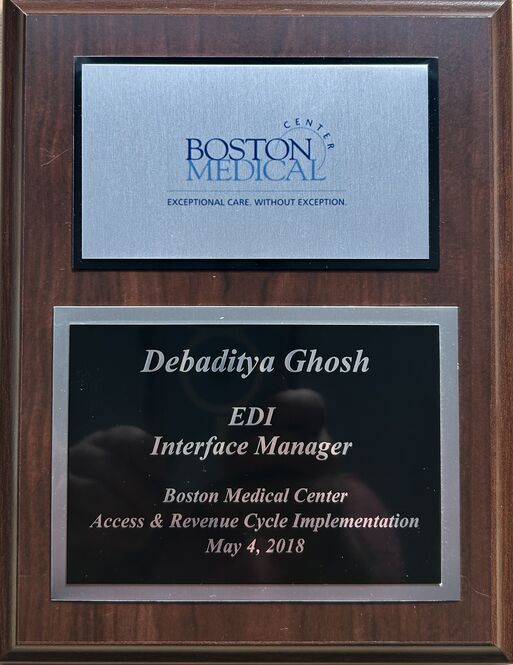 CENTER
BOSTON
MEDICAL
EXCEPTIONAL CARE. WITHOUT EXCEPTION.
Debaditya Ghosh
EDI
Interface Manager
Boston Medical Center
Access & Revenue Cycle Implementation
May 4, 2018